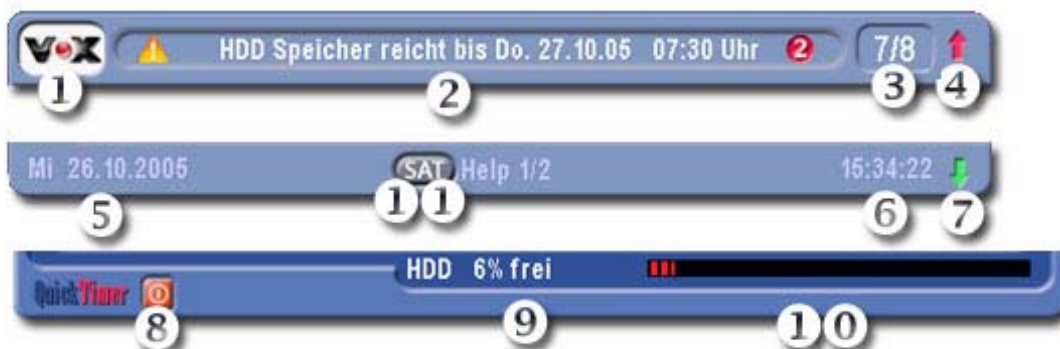 VOX HDD Speicher reicht bis Do. 27.10.05 07:30 Uhr 2 7/8
1 2 3 4
Mi 26.10.2005 SAT Help 1/2 15:34:22
5 1 1 6 7
HDD 6% frei
QuickTimer
8 9 1 0